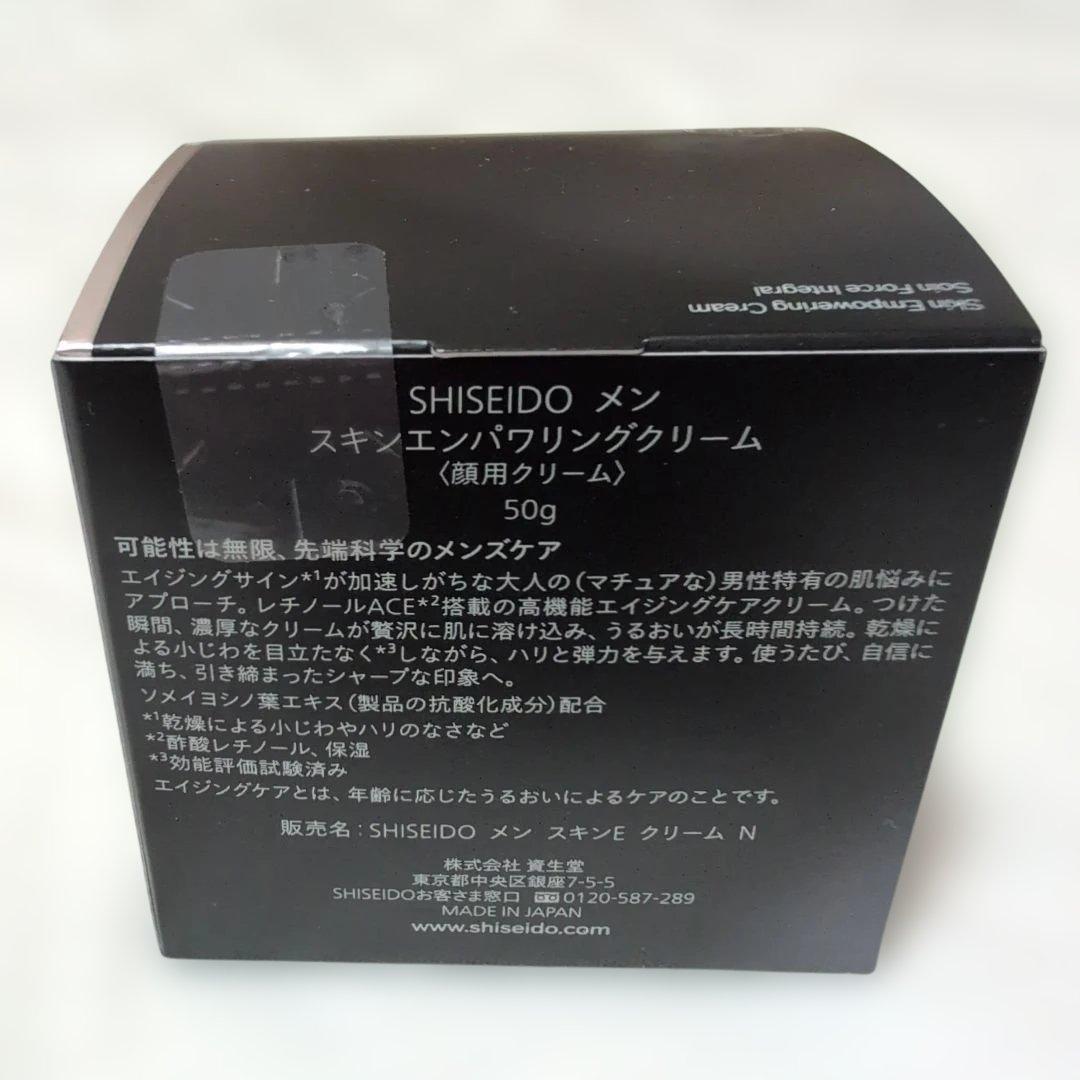 Skin Empowering Cream
Soin Force Intégral
SHISEIDO メン
スキンエンパワリングクリーム
〈顔用クリーム〉
50g
可能性は無限、先端科学のメンズケア
エイジングサイン*1が加速しがちな大人の(マチュアな)男性特有の肌悩みに
アプローチ。レチノールACE*2搭載の高機能エイジングケアクリーム。つけた
瞬間、濃厚なクリームが贅沢に肌に溶け込み、うるおいが長時間持続。乾燥に
よる小じわを目立たなく*3しながら、ハリと弾力を与えます。使うたび、自信に
満ち、引き締まったシャープな印象へ。
ソメイヨシノ葉エキス(製品の抗酸化成分)配合
*1乾燥による小じわやハリのなさなど
*2酢酸レチノール、保湿
*3効能評価試験済み
エイジングケアとは、年齢に応じたうるおいによるケアのことです。
販売名：SHISEIDO メン スキンE クリーム N
株式会社 資生堂
東京都中央区銀座7-5-5
SHISEIDOお客さま窓口 0120-587-289
MADE IN JAPAN
www.shiseido.com